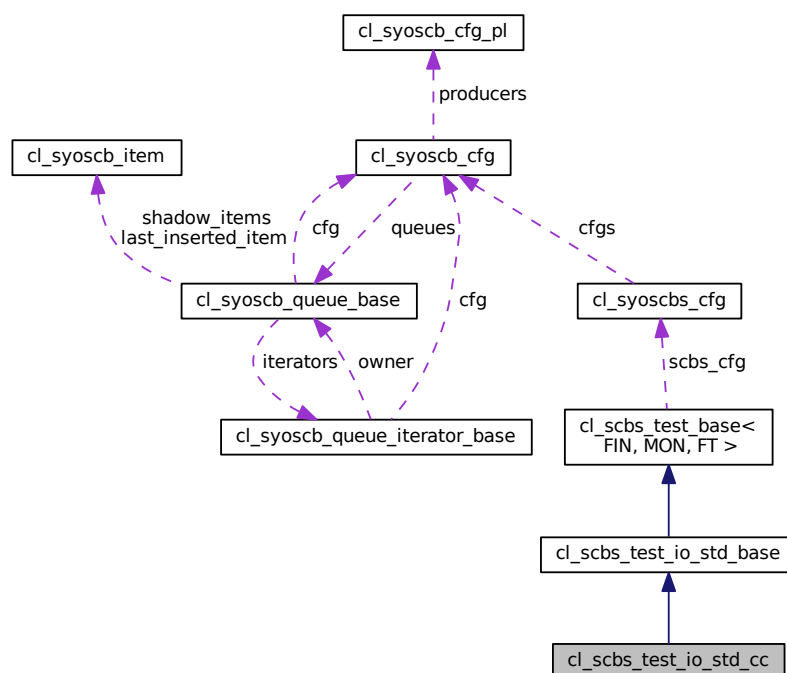 cl_syoscb_cfg_pl
producers
cl_syoscb_item
cl_syoscb_cfg
shadow_items
last_inserted_item
cfg
queues
cfgs
cl_syoscb_queue_base
cfg
cl_syoscbs_cfg
iterators
owner
scbs_cfg
cl_syoscb_queue_iterator_base
cl_scbs_test_base<
FIN, MON, FT >
cl_scbs_test_io_std_base
cl_scbs_test_io_std_cc